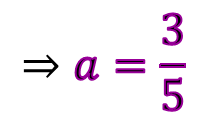 ⇒ a = 3/5